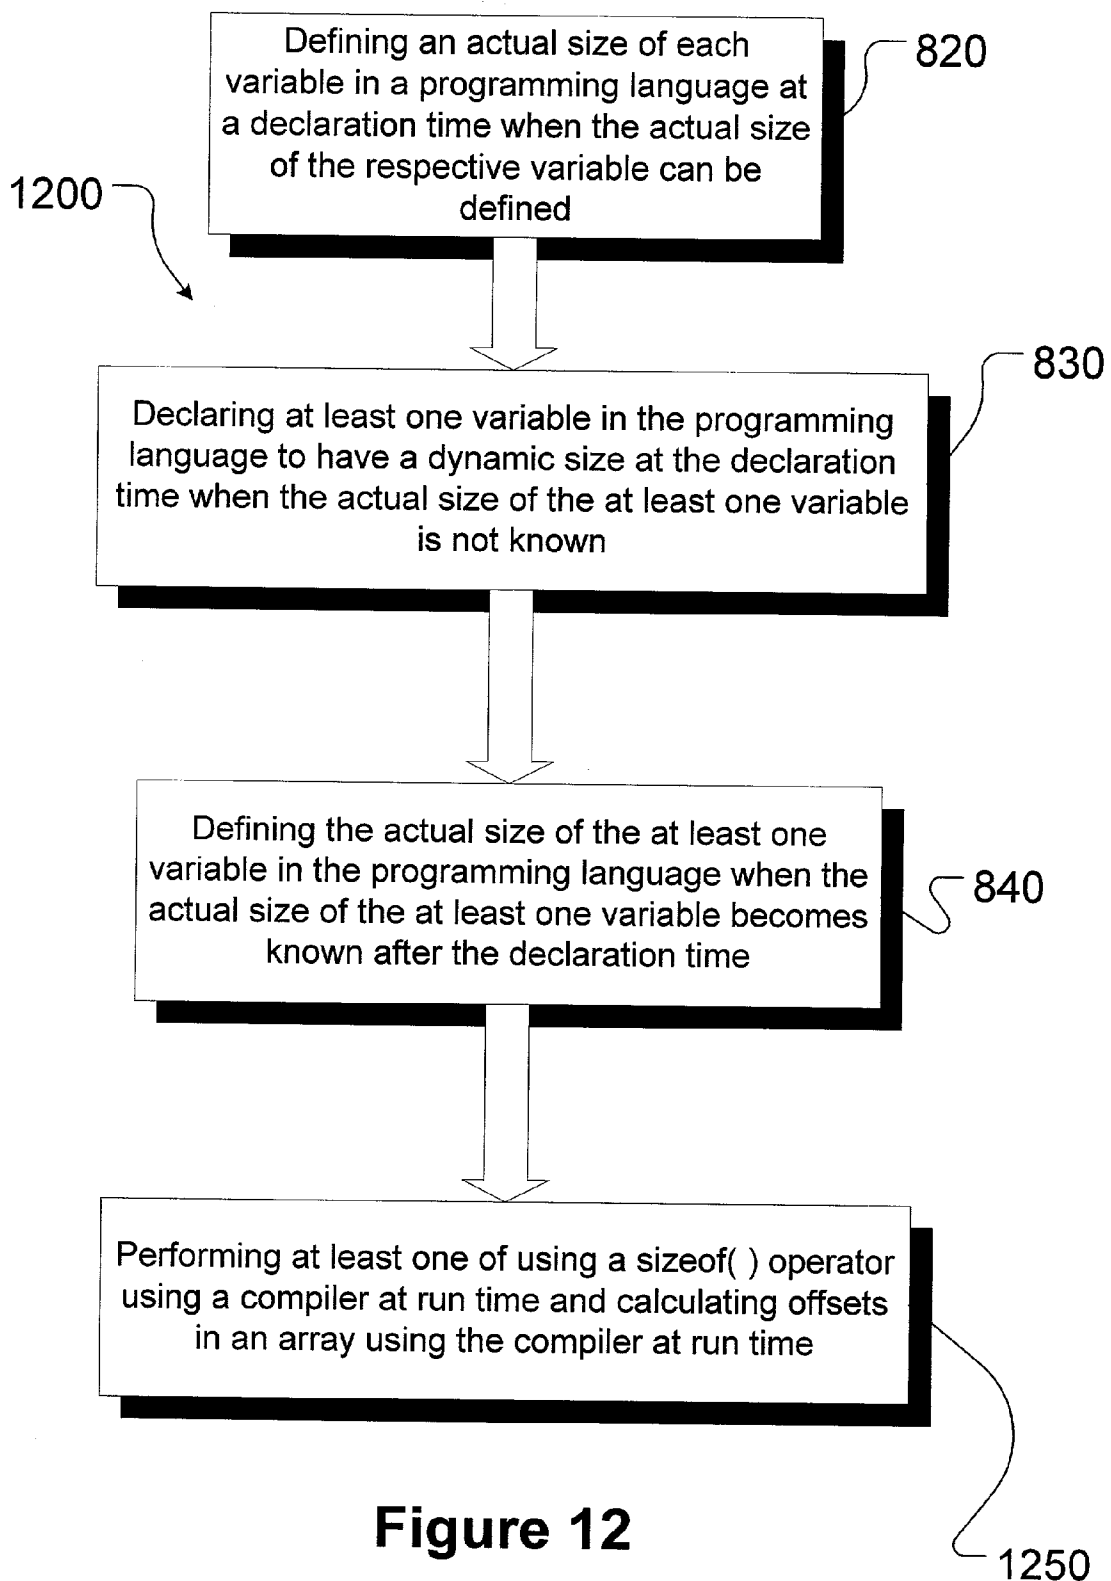 Defining an actual size of each
variable in a programming language at
a declaration time when the actual size
of the respective variable can be
defined
820
1200
Declaring at least one variable in the programming
language to have a dynamic size at the declaration
time when the actual size of the at least one variable
is not known
830
Defining the actual size of the at least one
variable in the programming language when the
actual size of the at least one variable becomes
known after the declaration time
840
Performing at least one of using a sizeof( ) operator
using a compiler at run time and calculating offsets
in an array using the compiler at run time
1250
Figure 12